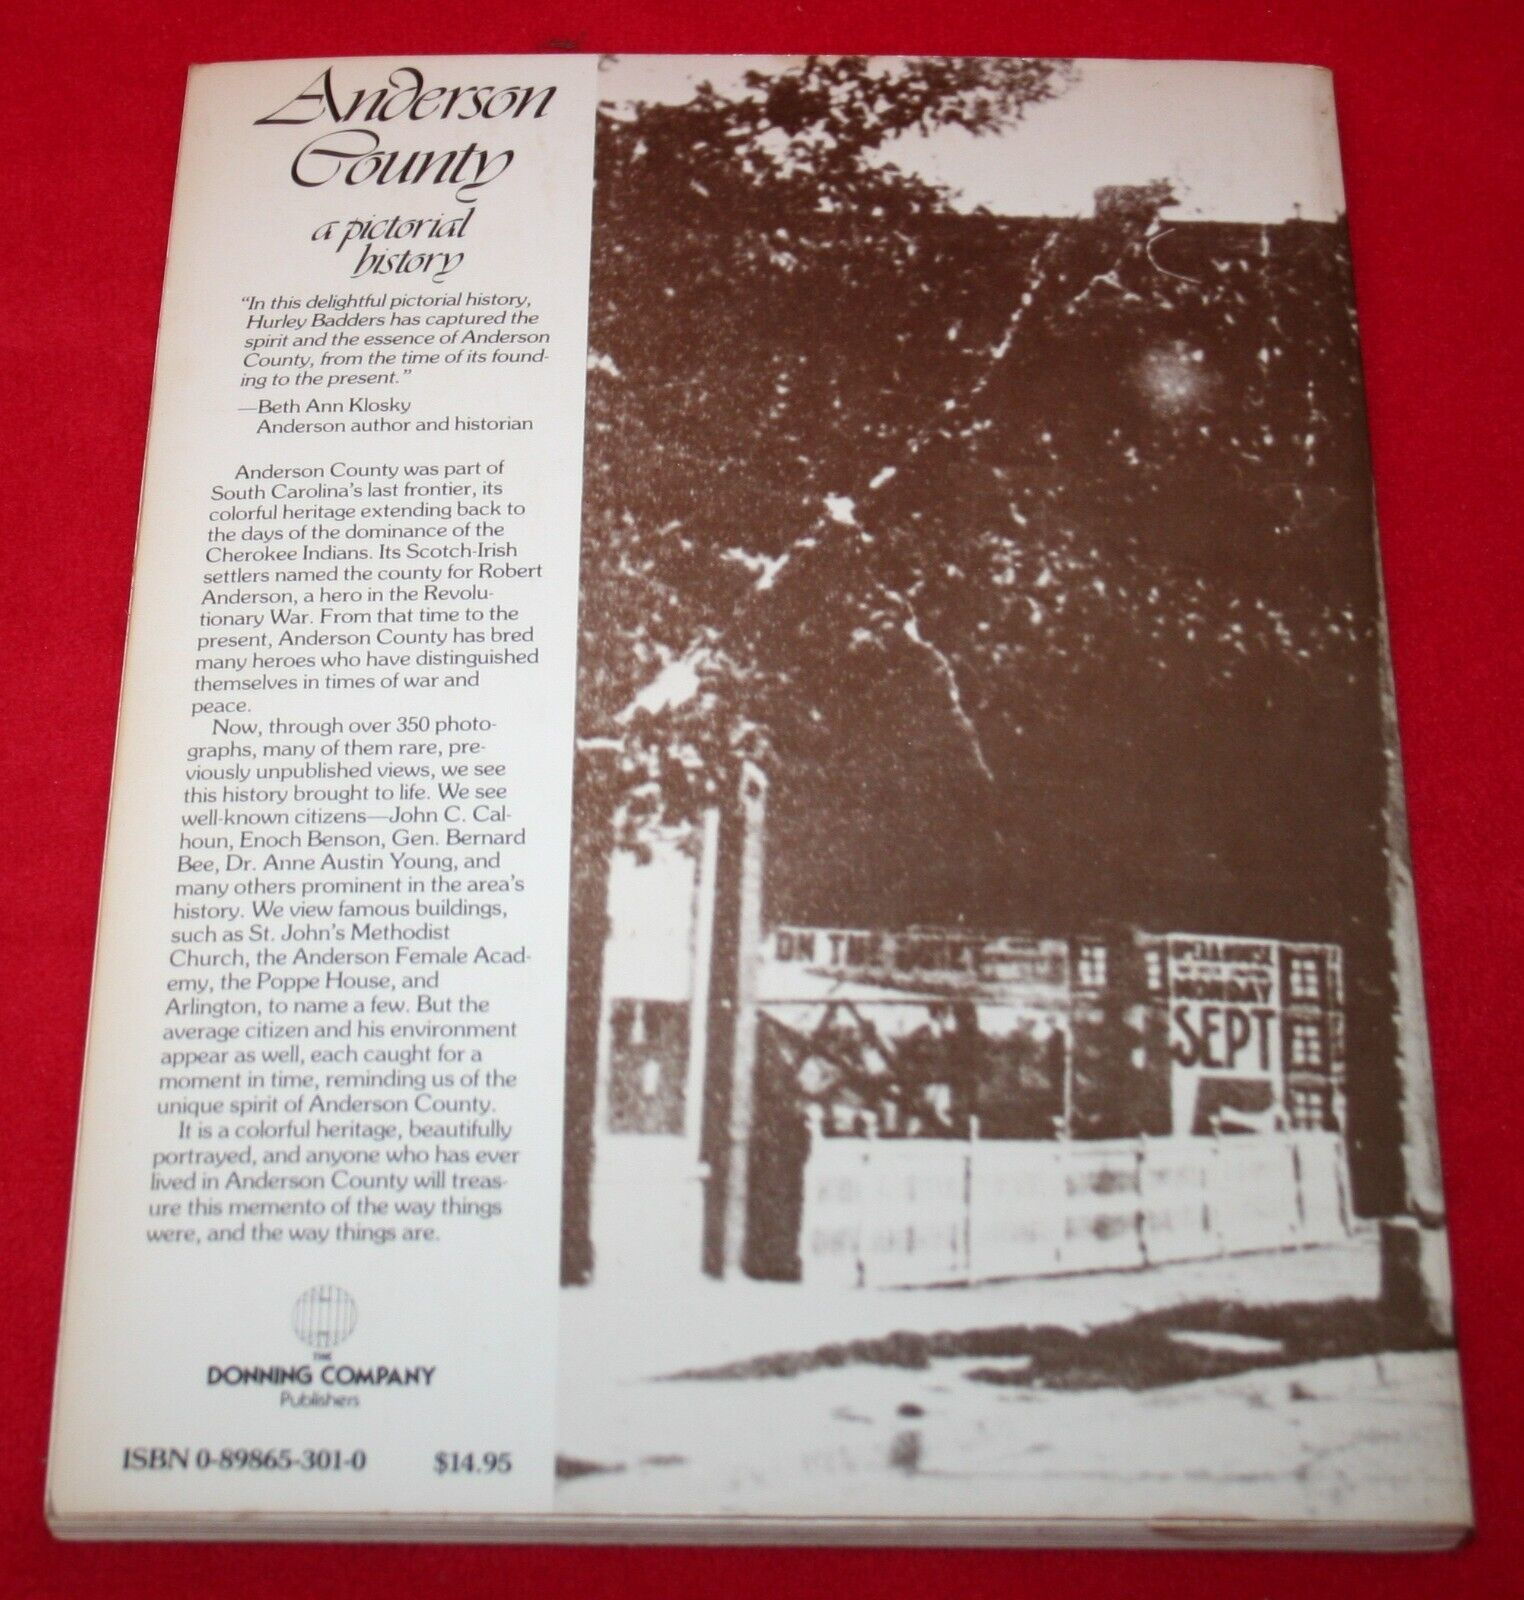 Anderson
County
a pictorial
history
“In this delightful pictorial history,
Hurley Badders has captured the
spirit and the essence of Anderson
County, from the time of its found-
ing to the present.”
—Beth Ann Klosky
Anderson author and historian
Anderson County was part of
South Carolina's last frontier, its
colorful heritage extending back to
the days of the dominance of the
Cherokee Indians. Its Scotch-Irish
settlers named the county for Robert
Anderson, a hero in the Revolu-
tionary War. From that time to the
present, Anderson County has bred
many heroes who have distinguished
themselves in times of war and
peace.
Now, through over 350 photo-
graphs, many of them rare, pre-
viously unpublished views, we see
this history brought to life. We see
well-known citizens—John C. Cal-
houn, Enoch Benson, Gen. Bernard
Bee, Dr. Anne Austin Young, and
many others prominent in the area's
history. We view famous buildings,
such as St. John's Methodist
Church, the Anderson Female Acad-
emy, the Poppe House, and
Arlington, to name a few. But the
average citizen and his environment
appear as well, each caught for a
moment in time, reminding us of the
unique spirit of Anderson County.
It is a colorful heritage, beautifully
portrayed, and anyone who has ever
lived in Anderson County will treas-
ure this memento of the way things
were, and the way things are.
THE
DONNING COMPANY
Publishers
ISBN 0-89865-301-0 $14.95
ON THE
OPERA HOUSE
MONDAY
SEPT